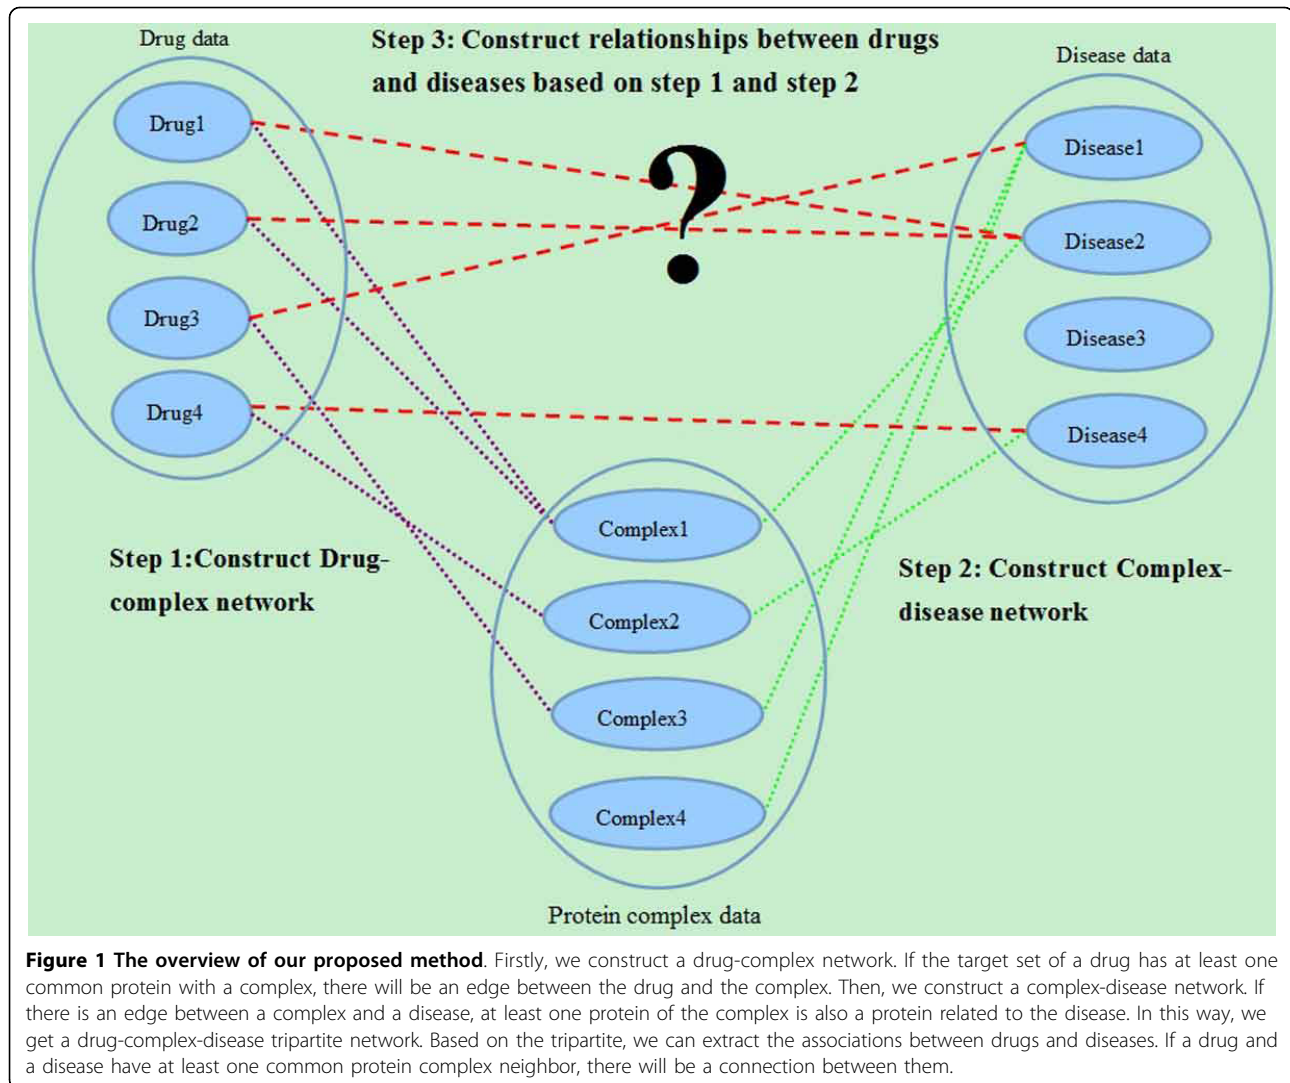 Drug data
Step 3: Construct relationships between drugs
and diseases based on step 1 and step 2
Disease data
Drug1
Drug2
Drug3
Drug4
Disease1
Disease2
Disease3
Disease4
Step 1:Construct Drug-
complex network
Complex1
Complex2
Complex3
Complex4
Step 2: Construct Complex-
disease network
Protein complex data
?
Figure 1 The overview of our proposed method. Firstly, we construct a drug-complex network. If the target set of a drug has at least one
common protein with a complex, there will be an edge between the drug and the complex. Then, we construct a complex-disease network. If
there is an edge between a complex and a disease, at least one protein of the complex is also a protein related to the disease. In this way, we
get a drug-complex-disease tripartite network. Based on the tripartite, we can extract the associations between drugs and diseases. If a drug and
a disease have at least one common protein complex neighbor, there will be a connection between them.